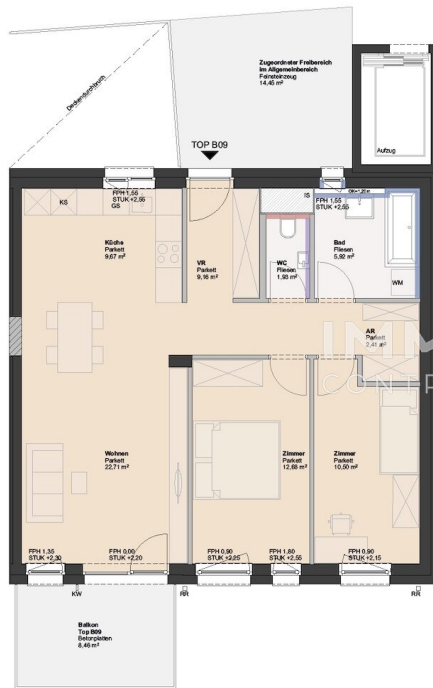 Zugeordneter Freibereich
im Allgemeinbereich
Feinsteinzeug
14,45 m²
Deckendurchbruch
TOP B09
Aufzug
FPH 1,55
STUK +2,55
GS
KS
FPH 1,55
STUK +2,55
Küche
Parkett
9,67 m²
VR
Parkett
9,16 m²
WC
Fliesen
1,93 m²
Bad
Fliesen
5,92 m²
WM
AR
Parkett
2,41 m²
IMM
CONTR
Wohnen
Parkett
22,71 m²
Zimmer
Parkett
12,68 m²
Zimmer
Parkett
10,50 m²
FPH 1,35
STUK +2,30
FPH 0,00
STUK +2,20
FPH 0,90
STUK +2,25
FPH 1,80
STUK +2,55
FPH 0,90
STUK +2,15
KW
RR
RR
Balkon
Top B09
Betonplatten
8,46 m²